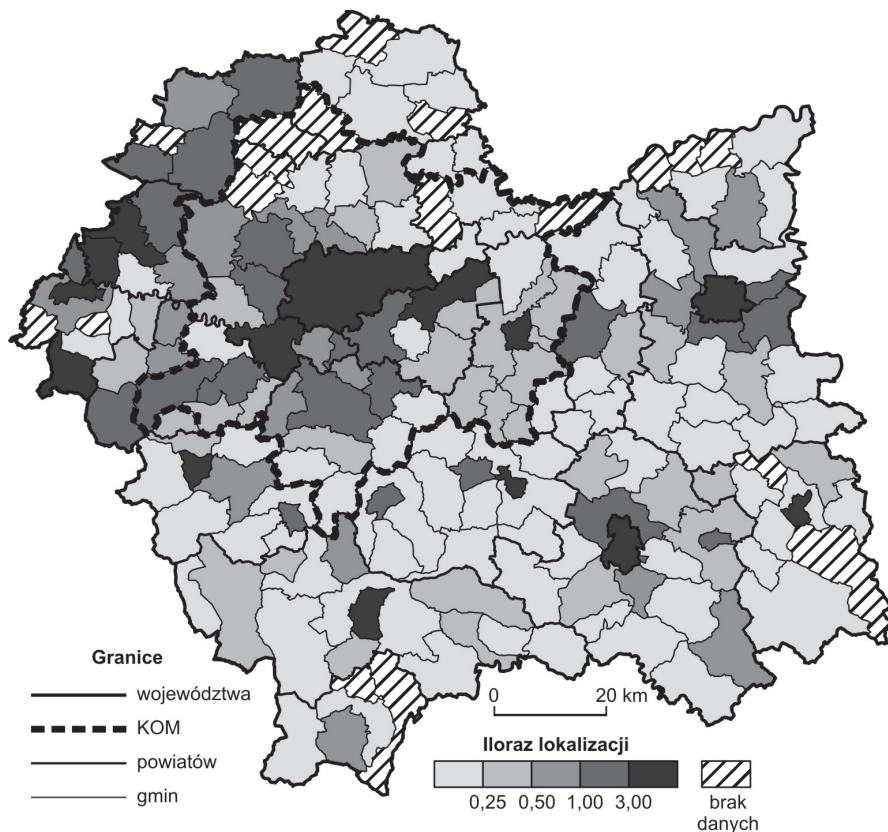 Granice
województwa
KOM
powiatów
gmin
0 20 km
Iloraz lokalizacji
0,25 0,50 1,00 3,00
brak
danych